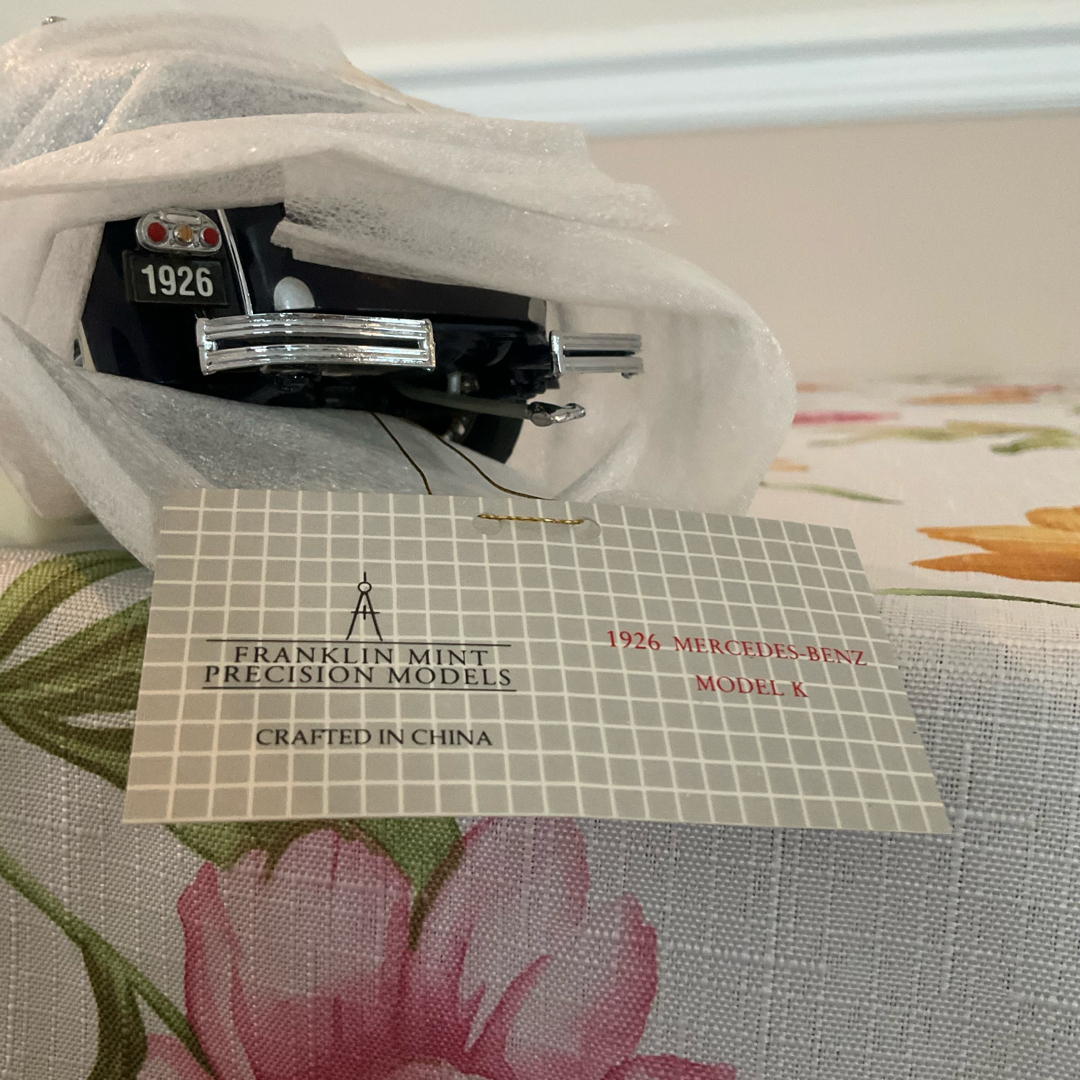 1926
FRANKLIN MINT
PRECISION MODELS
CRAFTED IN CHINA
1926 MERCEDES-BENZ
MODEL K